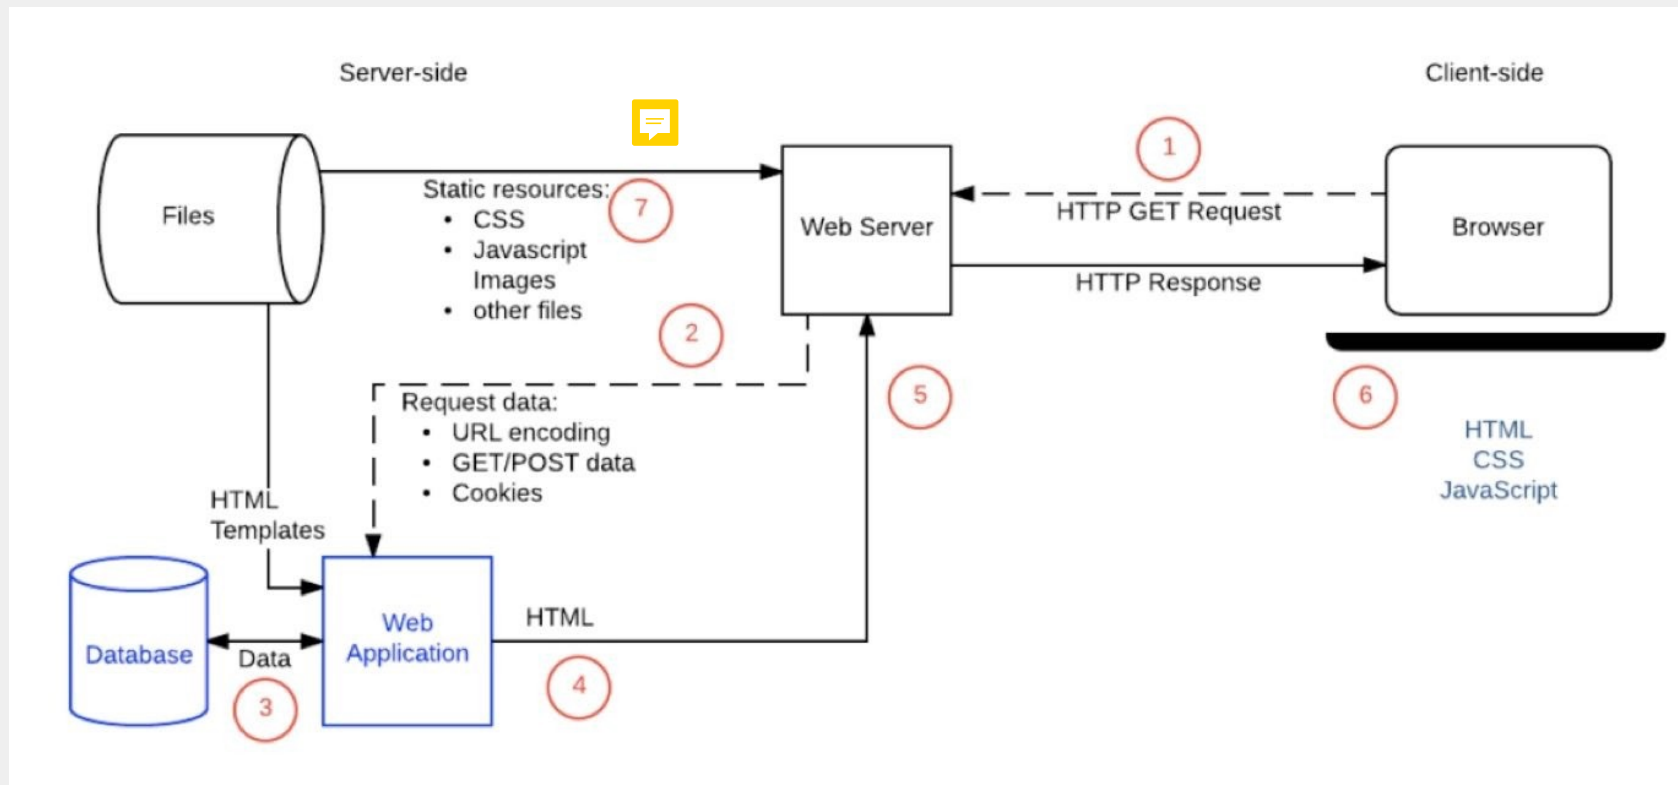 Server-side
Client-side
Files
Static resources:
• CSS
• Javascript
Images
• other files
7
Web Server
1
HTTP GET Request
HTTP Response
Browser
2
Request data:
• URL encoding
• GET/POST data
• Cookies
5
6
HTML
CSS
JavaScript
HTML
Templates
Database
Data
3
Web
Application
HTML
4